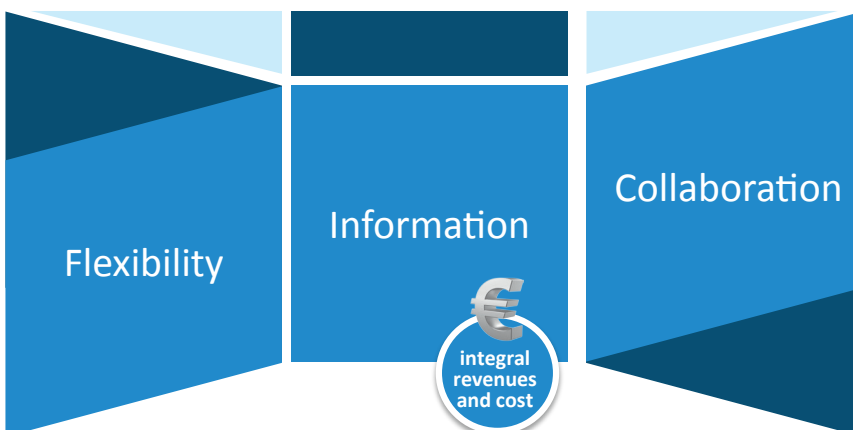 Flexibility
Information
Collaboration
€
integral
revenues
and cost